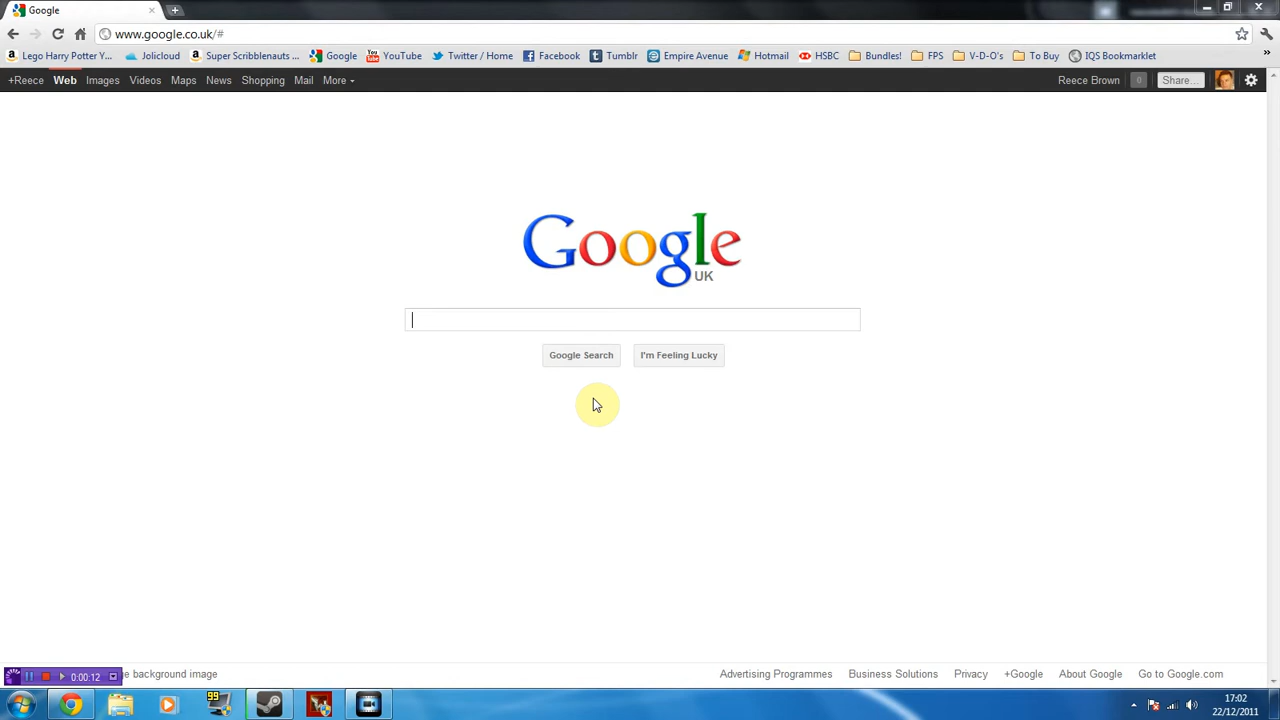 Google
www.google.co.uk/#
Lego Harry Potter Y... Jolicloud Super Scribblenauts ... Google YouTube Twitter / Home Facebook Tumblr Empire Avenue Hotmail HSBC Bundles! FPS V-D-O's To Buy IQS Bookmarklet »
+Reece Web Images Videos Maps News Shopping Mail More Reece Brown 0 Share...
Google
UK
Google Search I'm Feeling Lucky
0:00:12 e background image Advertising Programmes Business Solutions Privacy +Google About Google Go to Google.com
99
17:02
22/12/2011